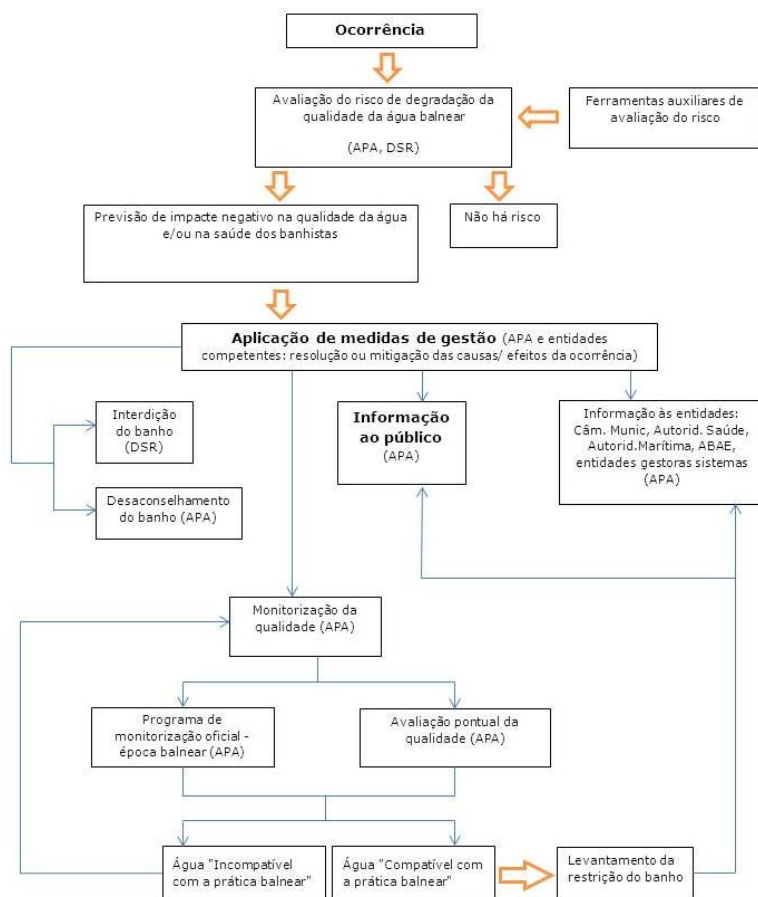 Ocorrência
Avaliação do risco de degradação da
qualidade da água balnear
(APA, DSR)
Ferramentas auxiliares de
avaliação do risco
Previsão de impacte negativo na qualidade da água
e/ou na saúde dos banhistas
Não há risco
Aplicação de medidas de gestão (APA e entidades
competentes: resolução ou mitigação das causas/ efeitos da ocorrência)
Interdição
do banho
(DSR)
Desaconselhamento
do banho (APA)
Informação
ao público
(APA)
Informação às entidades:
Câm. Munic, Autorid. Saúde,
Autorid.Marítima, ABAE,
entidades gestoras sistemas
(APA)
Monitorização da
qualidade (APA)
Programa de
monitorização oficial -
época balnear (APA)
Avaliação pontual da
qualidade (APA)
Água "Incompatível
com a prática balnear"
Água "Compatível com
a prática balnear"
Levantamento da
restrição do banho